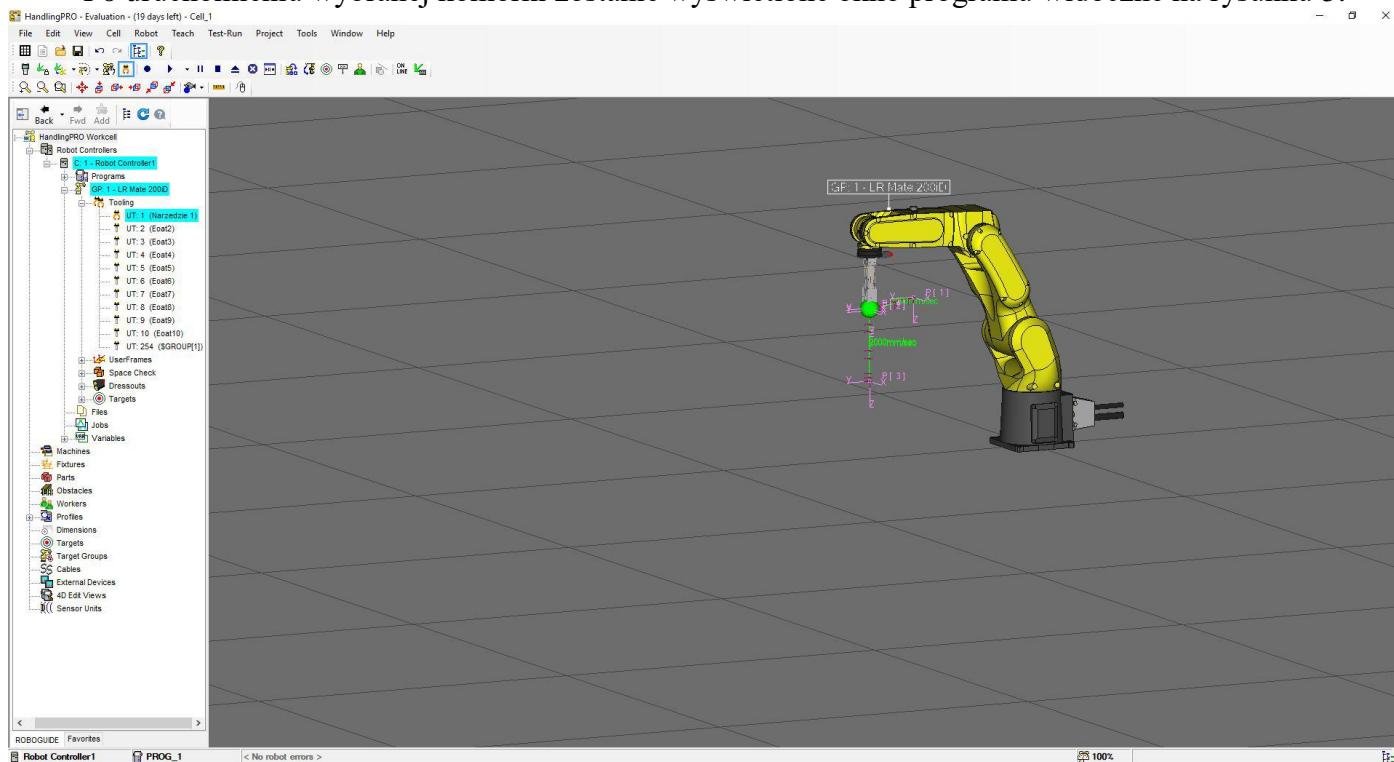 HandlingPRO - Evaluation - (19 days left) - Cell_1
File Edit View Cell Robot Teach Test-Run Project Tools Window Help
ON LINE
Back Fwd Add
HandlingPRO Workcell
Robot Controllers
C: 1 - Robot Controller1
Programs
GP: 1 - LR Mate 200iD
Tooling
UT: 1 (Narzedzie 1)
UT: 2 (Eoat2)
UT: 3 (Eoat3)
UT: 4 (Eoat4)
UT: 5 (Eoat5)
UT: 6 (Eoat6)
UT: 7 (Eoat7)
UT: 8 (Eoat8)
UT: 9 (Eoat9)
UT: 10 (Eoat10)
UT: 254 ($GROUP[1])
UserFrames
Space Check
Dressouts
Targets
Files
Jobs
Variables
Machines
Fixtures
Parts
Obstacles
Workers
Profiles
Dimensions
Targets
Target Groups
Cables
External Devices
4D Edit Views
Sensor Units
ROBOGUIDE Favorites
GP: 1 - LR Mate 200iD
P[ 1]
2000mm/sec
P[ 3]
Y
X
Z
Robot Controller1 PROG_1 < No robot errors > 100%